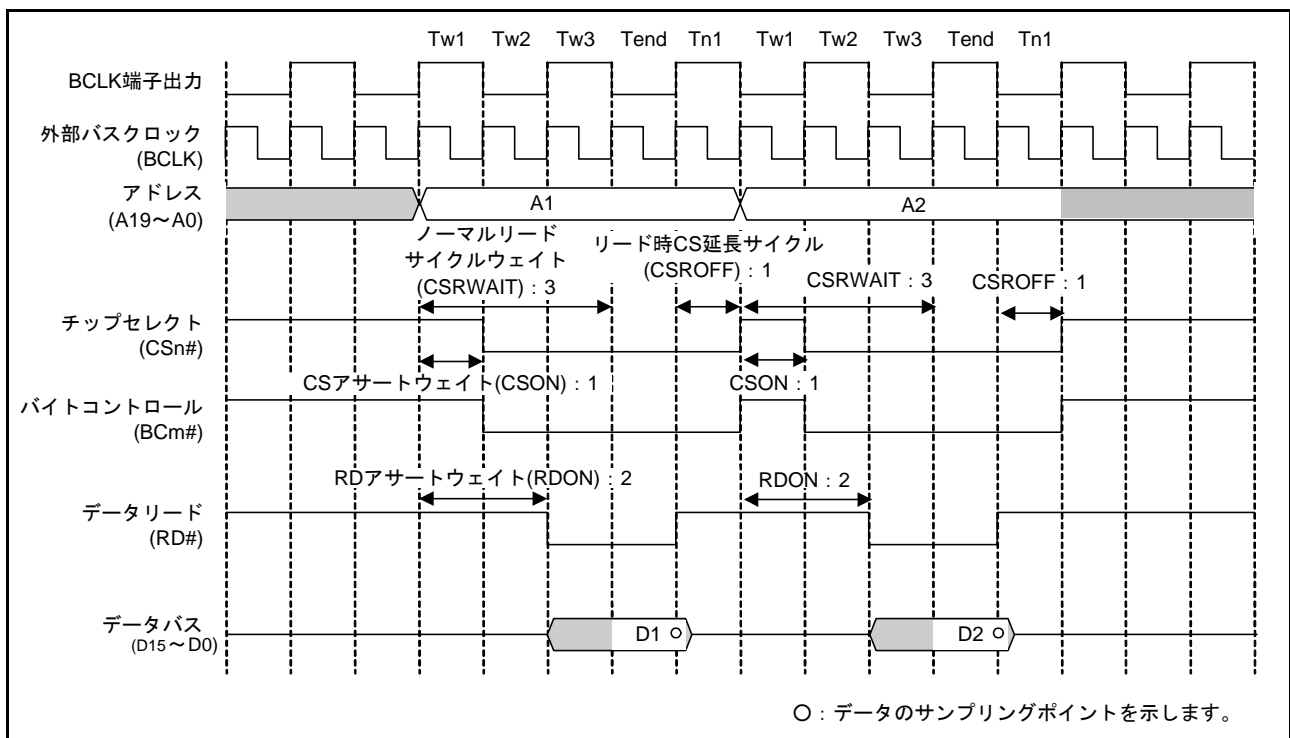 Tw1 Tw2 Tw3 Tend Tn1 Tw1 Tw2 Tw3 Tend Tn1
BCLK端子出力
外部バスクロック
(BCLK)
アドレス
(A19～A0)
A1
A2
ノーマルリード
サイクルウェイト
(CSRWAIT)：3
リード時CS延長サイクル
(CSROFF)：1
CSRWAIT：3
CSROFF：1
チップセレクト
(CSn#)
CSアサートウェイト(CSON)：1
CSON：1
バイトコントロール
(BCm#)
RDアサートウェイト(RDON)：2
RDON：2
データリード
(RD#)
データバス
(D15～D0)
D1
D2
○：データのサンプリングポイントを示します。